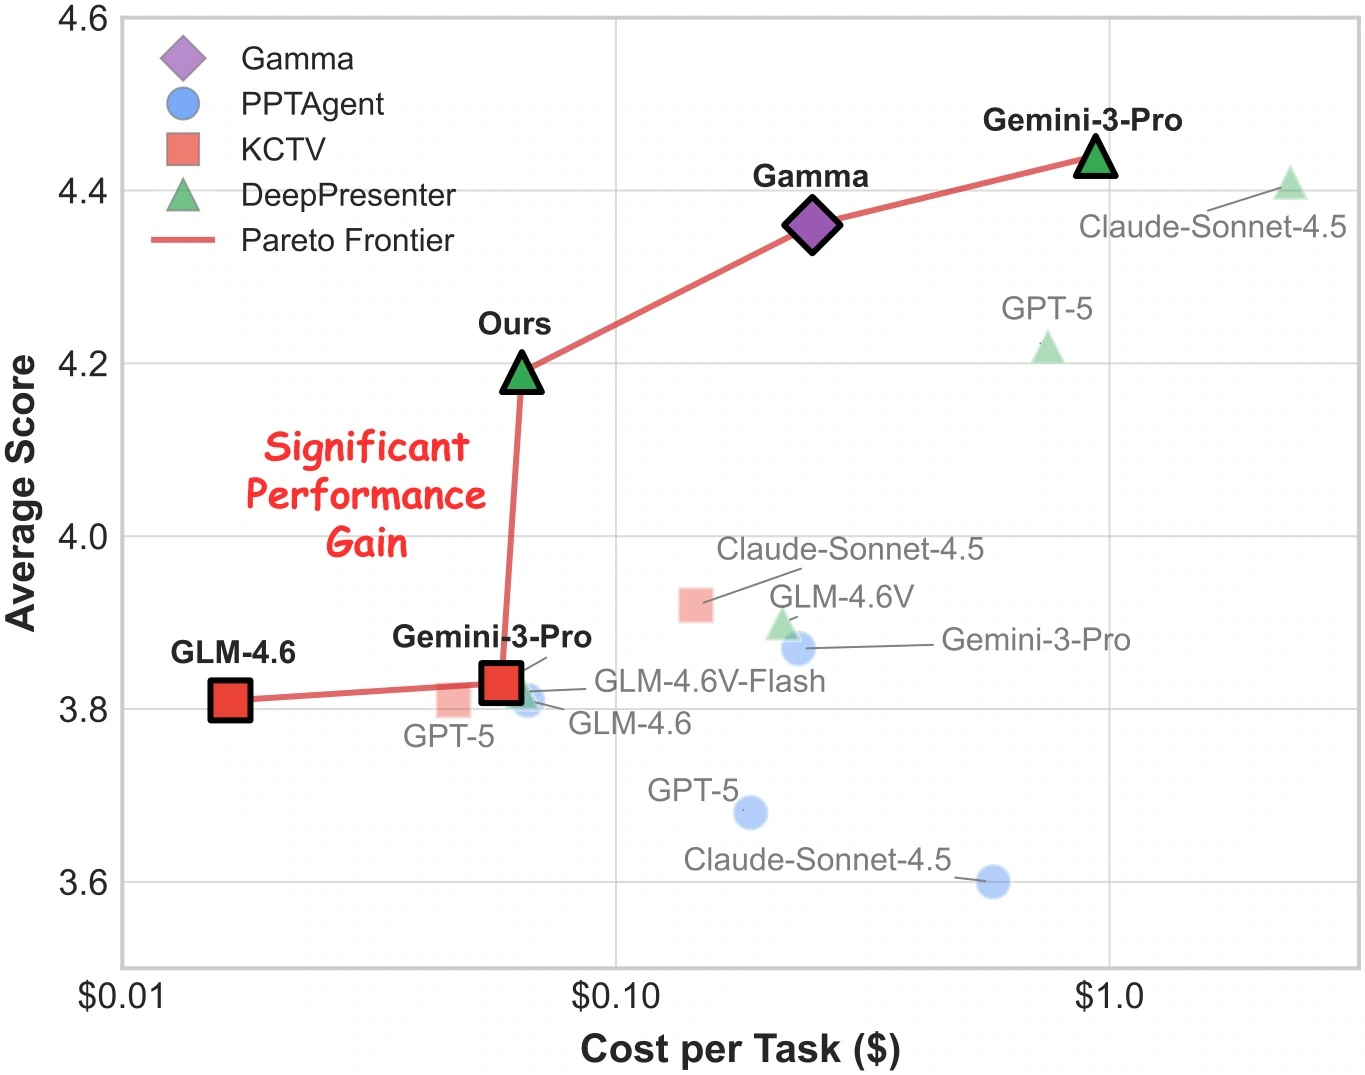 4.6
Gamma
PPTAgent
KCTV
DeepPresenter
Pareto Frontier
Gemini-3-Pro
Gamma
4.4
Claude-Sonnet-4.5
GPT-5
Ours
4.2
Significant
Performance
Gain
4.0
Claude-Sonnet-4.5
GLM-4.6V
Gemini-3-Pro
Gemini-3-Pro
GLM-4.6
GLM-4.6V-Flash
GLM-4.6
GPT-5
3.8
GPT-5
Claude-Sonnet-4.5
3.6
Average Score
$0.01
$0.10
$1.0
Cost per Task ($)